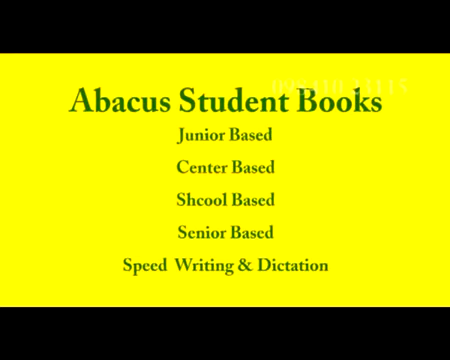 Abacus Student Books
Junior Based
Center Based
Shcool Based
Senior Based
Speed Writing & Dictation